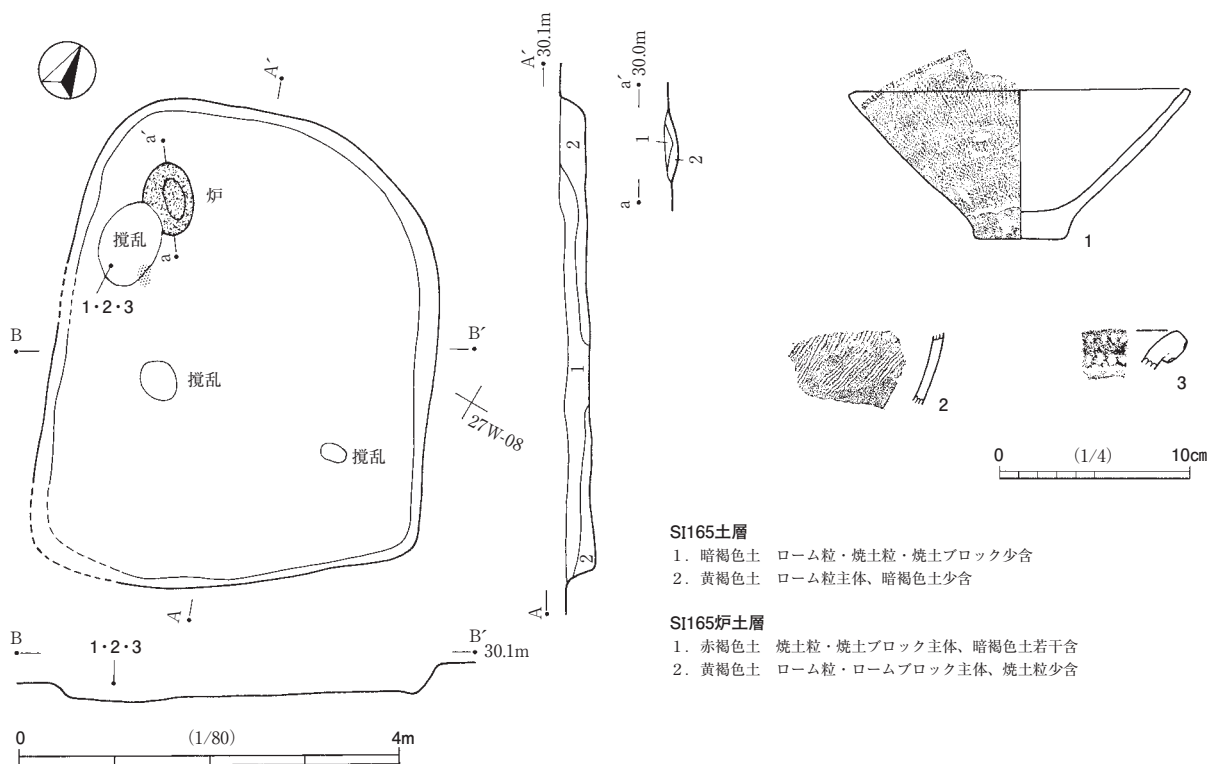 A´
a´
炉
撹乱
a
1・2・3
B
B´
撹乱
27W-08
撹乱
A
B
1・2・3
B´
30.1m
0
(1/80)
4m
A´
30.1m
2
1
2
A
a´
30.0m
1
2
a
1
2
3
0
(1/4)
10cm
SI165土層
1．暗褐色土　ローム粒・焼土粒・焼土ブロック少含
2．黄褐色土　ローム粒主体、暗褐色土少含
SI165炉土層
1．赤褐色土　焼土粒・焼土ブロック主体、暗褐色土若干含
2．黄褐色土　ローム粒・ロームブロック主体、焼土粒少含